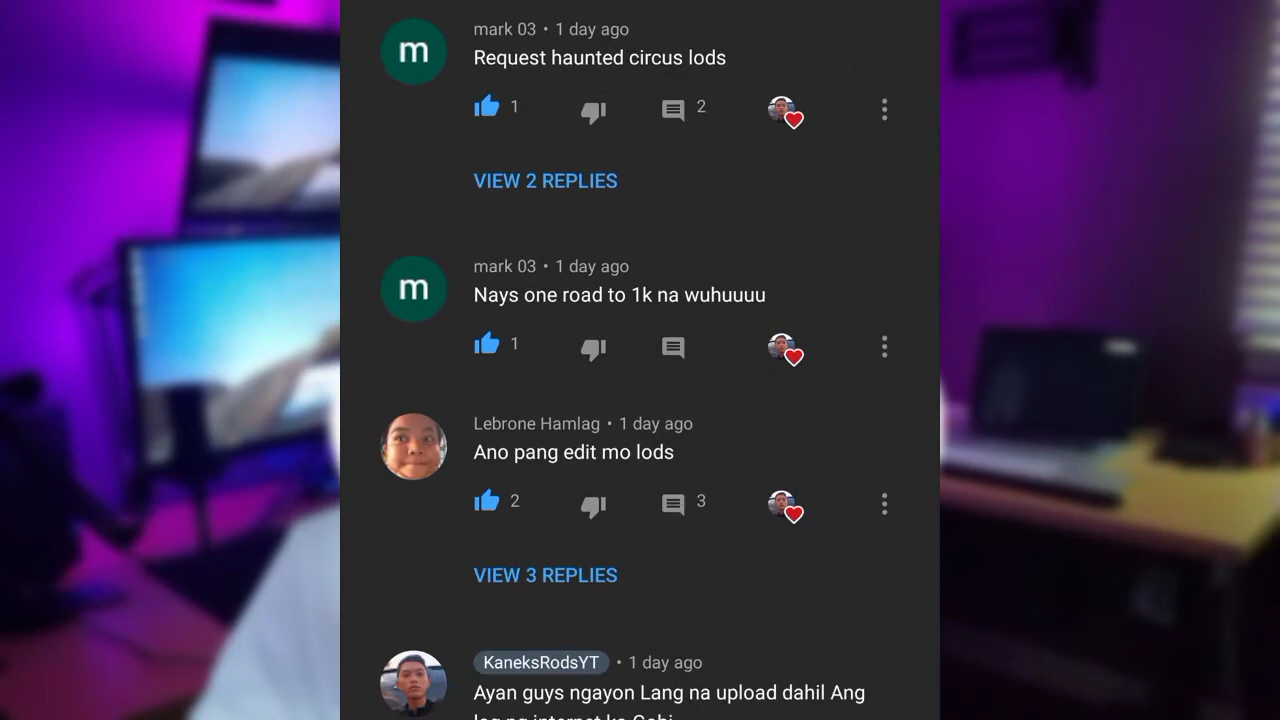 m
mark 03 • 1 day ago
Request haunted circus lods
1
2
VIEW 2 REPLIES
m
mark 03 • 1 day ago
Nays one road to 1k na wuhuuuu
1
Lebrone Hamlag • 1 day ago
Ano pang edit mo lods
2
3
VIEW 3 REPLIES
KaneksRodsYT • 1 day ago
Ayan guys ngayon Lang na upload dahil Ang